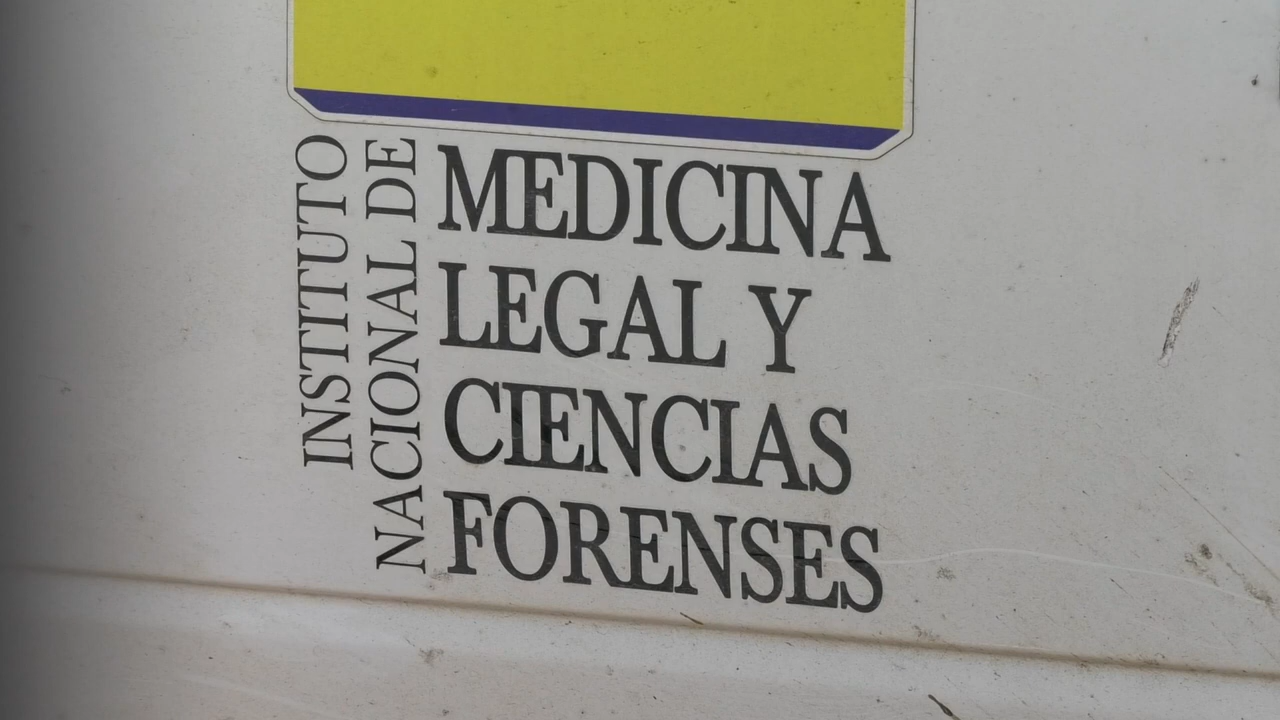 INSTITUTO
NACIONAL DE
MEDICINA
LEGAL Y
CIENCIAS
FORENSES